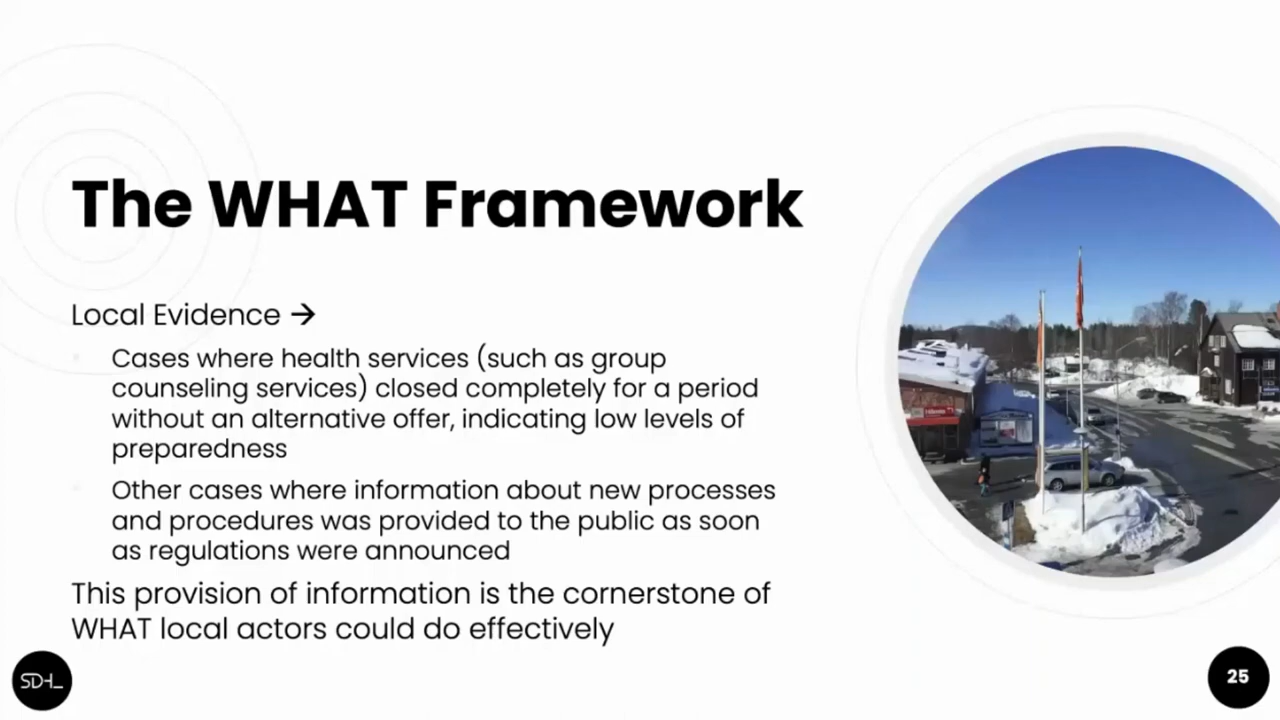 The WHAT Framework
Local Evidence →
Cases where health services (such as group
counseling services) closed completely for a period
without an alternative offer, indicating low levels of
preparedness
Other cases where information about new processes
and procedures was provided to the public as soon
as regulations were announced
This provision of information is the cornerstone of
WHAT local actors could do effectively
25